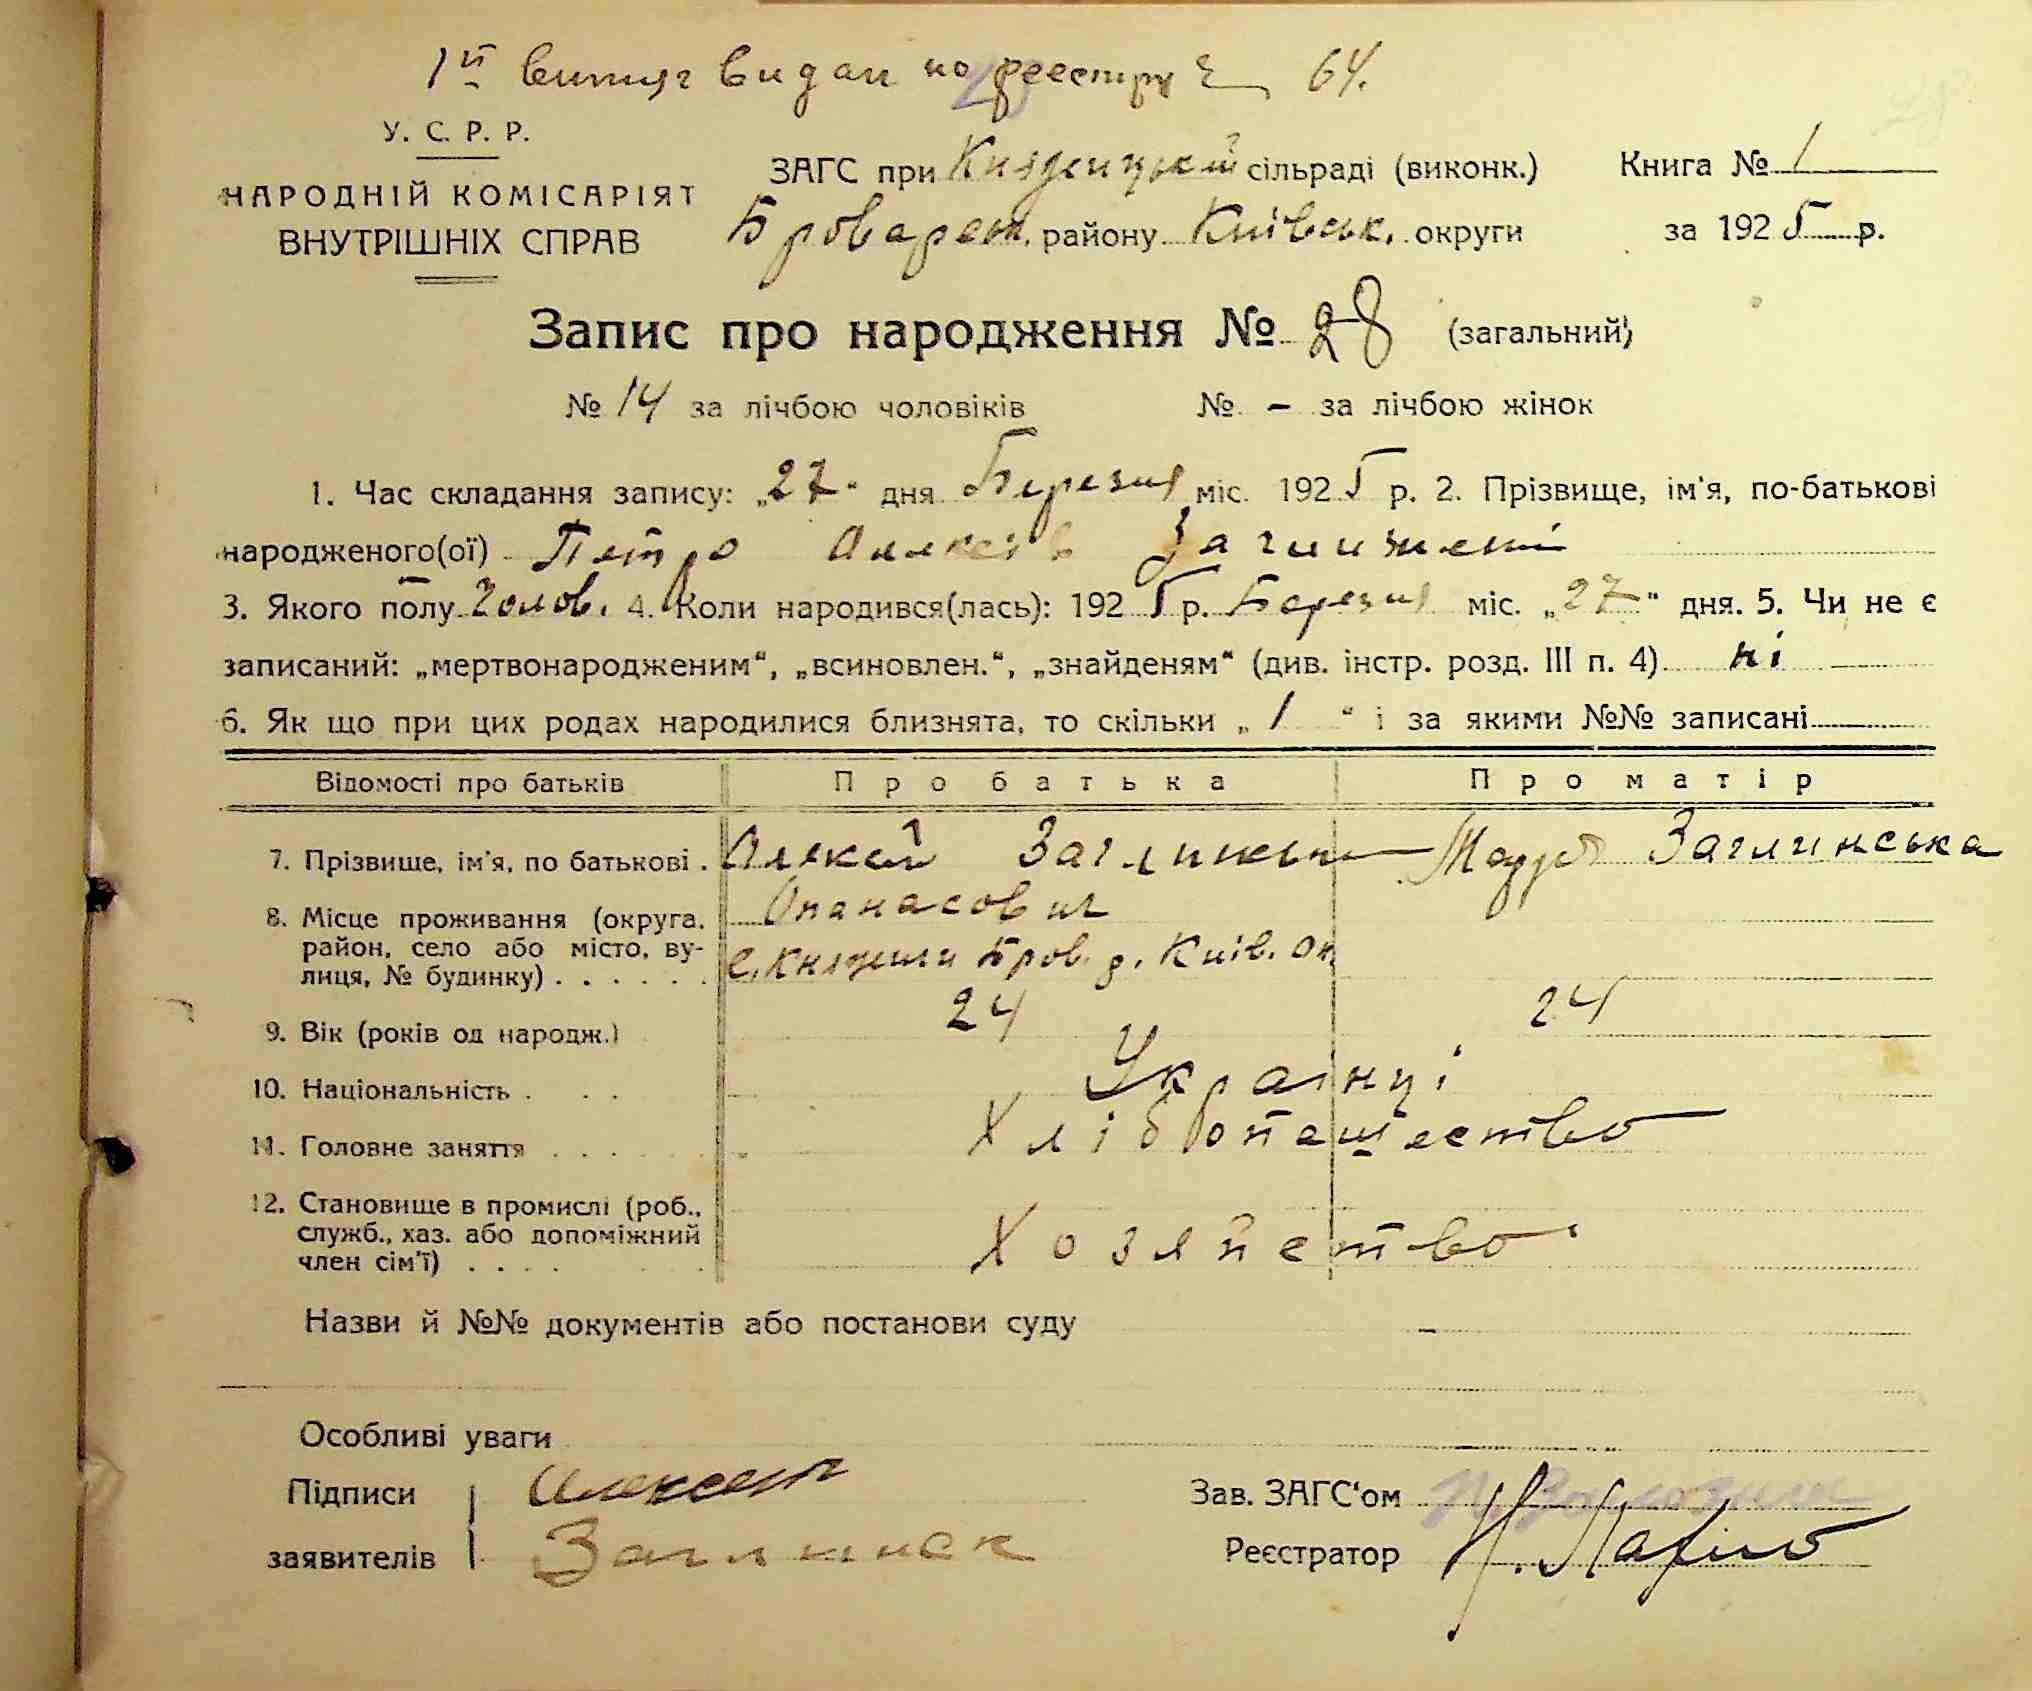 1й витяг видан по реестру № 64.
У. С. Р. Р.
НАРОДНІЙ КОМІСАРІЯТ
ВНУТРІШНІХ СПРАВ
ЗАГС при Княжицькій сільраді (виконк.)
Броварськ. району Київськ. округи
Книга № 1
за 1925 р.
Запис про народження № 28 (загальний)
№ 14 за лічбою чоловіків № - за лічбою жінок
1. Час складання запису: „27“ дня Березня міс. 1925 р. 2. Прізвище, ім'я, по-батькові
народженого(ої) Петро Олексів
3. Якого полу Чолов. 4. Коли народився(лась): 1925 р. Березня міс. „27“ дня. 5. Чи не є
записаний: „мертвонародженим“, „всиновлен.“, „знайденям“ (див. інстр. розд. III п. 4) ні
6. Як що при цих родах народилися близнята, то скільки „1“ і за якими №№ записані
Відомості про батьків Про батька Про матір
7. Прізвище, ім'я, по батькові . Олексій Заглинськ Заглинська
Опанасович
8. Місце проживання (округа,
район, село або місто, ву-
лиця, № будинку) . . . . . . с. Княжичи Бров. р. Київ. ок.
9. Вік (років од народж.) 24 24
10. Національність . . . Українці
11. Головне заняття . . . . . Хлібопашество
12. Становище в промислі (роб.,
служб., хаз. або допоміжний
член сім'ї) . . . . Хозяйство
Назви й №№ документів або постанови суду -
Особливі уваги
Підписи Олексей
заявителів Заглинск
Зав. ЗАГС'ом
Реєстратор